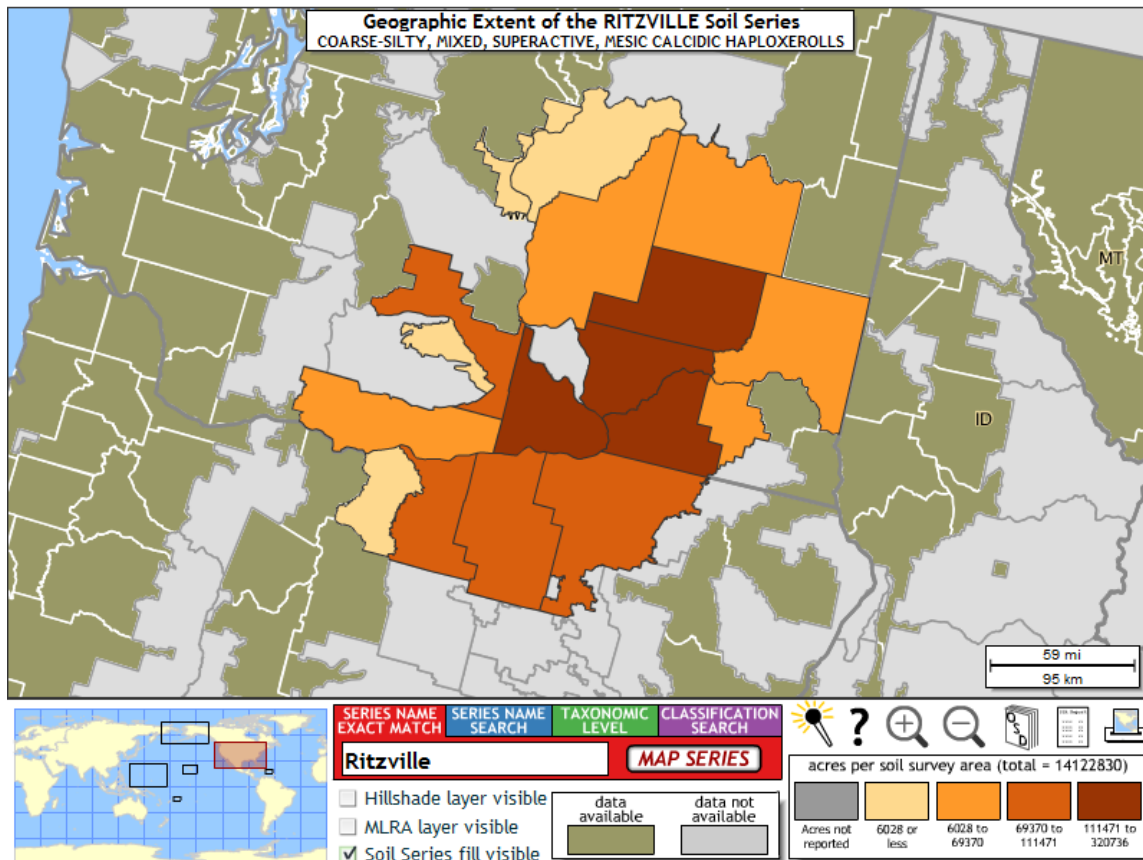 Geographic Extent of the RITZVILLE Soil Series
COARSE-SILTY, MIXED, SUPERACTIVE, MESIC CALCIDIC HAPLOXEROLLS
MT
ID
59 mi
95 km
SERIES NAME
EXACT MATCH
SERIES NAME
SEARCH
TAXONOMIC
LEVEL
CLASSIFICATION
SEARCH
Ritzville
MAP SERIES
Hillshade layer visible
MLRA layer visible
Soil Series fill visible
data
available
data not
available
?
OSD
acres per soil survey area (total = 14122830)
Acres not
reported
6028 or
less
6028 to
69370
69370 to
111471
111471 to
320736